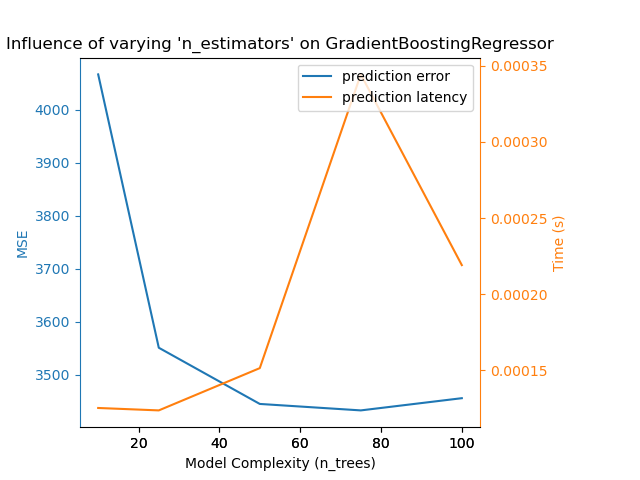 Influence of varying 'n_estimators' on GradientBoostingRegressor
prediction error
prediction latency
4000
3900
3800
3700
3600
3500
MSE
0.00035
0.00030
0.00025
0.00020
0.00015
Time (s)
20 40 60 80 100
Model Complexity (n_trees)